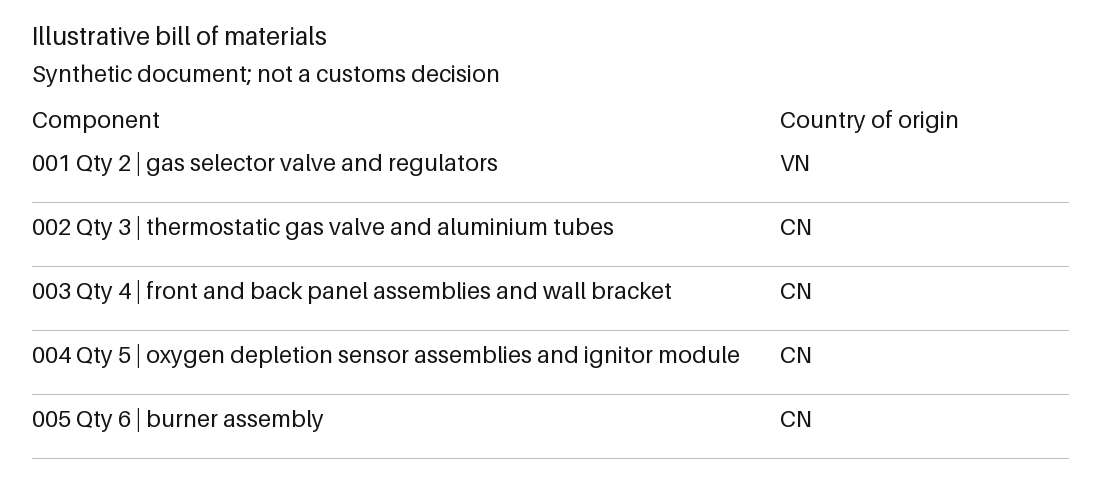 Illustrative bill of materials
Synthetic document; not a customs decision
Component Country of origin
001 Qty 2 | gas selector valve and regulators VN
002 Qty 3 | thermostatic gas valve and aluminium tubes CN
003 Qty 4 | front and back panel assemblies and wall bracket CN
004 Qty 5 | oxygen depletion sensor assemblies and ignitor module CN
005 Qty 6 | burner assembly CN